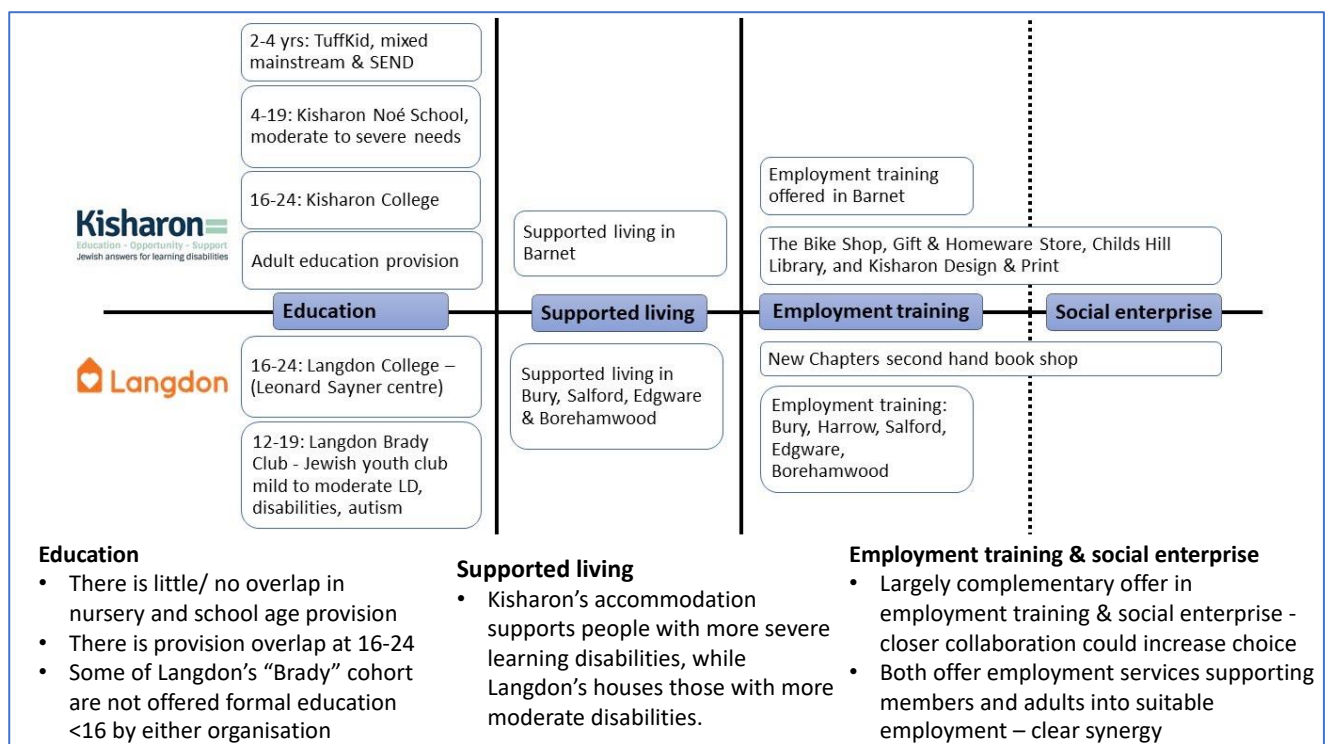 2-4 yrs: TuffKid, mixed
mainstream & SEND
4-19: Kisharon Noé School,
moderate to severe needs
16-24: Kisharon College
Adult education provision
Kisharon
Education - Opportunity - Support
Jewish answers for learning disabilities
Supported living in
Barnet
Employment training
offered in Barnet
The Bike Shop, Gift & Homeware Store, Childs Hill
Library, and Kisharon Design & Print
Education
Supported living
Employment training
Social enterprise
Langdon
16-24: Langdon College –
(Leonard Sayner centre)
12-19: Langdon Brady
Club - Jewish youth club
mild to moderate LD,
disabilities, autism
Supported living in
Bury, Salford, Edgware
& Borehamwood
New Chapters second hand book shop
Employment training:
Bury, Harrow, Salford,
Edgware,
Borehamwood
Education
• There is little/ no overlap in
nursery and school age provision
• There is provision overlap at 16-24
• Some of Langdon’s “Brady” cohort
are not offered formal education
<16 by either organisation
Supported living
• Kisharon’s accommodation
supports people with more severe
learning disabilities, while
Langdon’s houses those with more
moderate disabilities.
Employment training & social enterprise
• Largely complementary offer in
employment training & social enterprise -
closer collaboration could increase choice
• Both offer employment services supporting
members and adults into suitable
employment – clear synergy